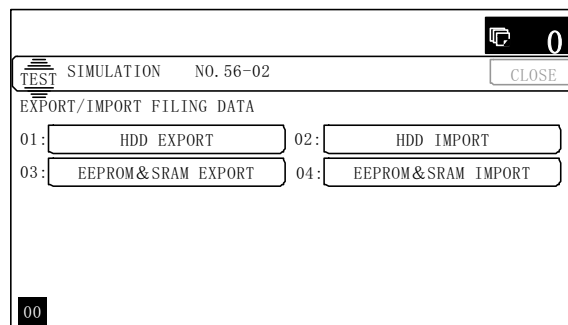 0
TEST SIMULATION NO.56-02 CLOSE
EXPORT/IMPORT FILING DATA
01: HDD EXPORT 02: HDD IMPORT
03: EEPROM&SRAM EXPORT 04: EEPROM&SRAM IMPORT
00